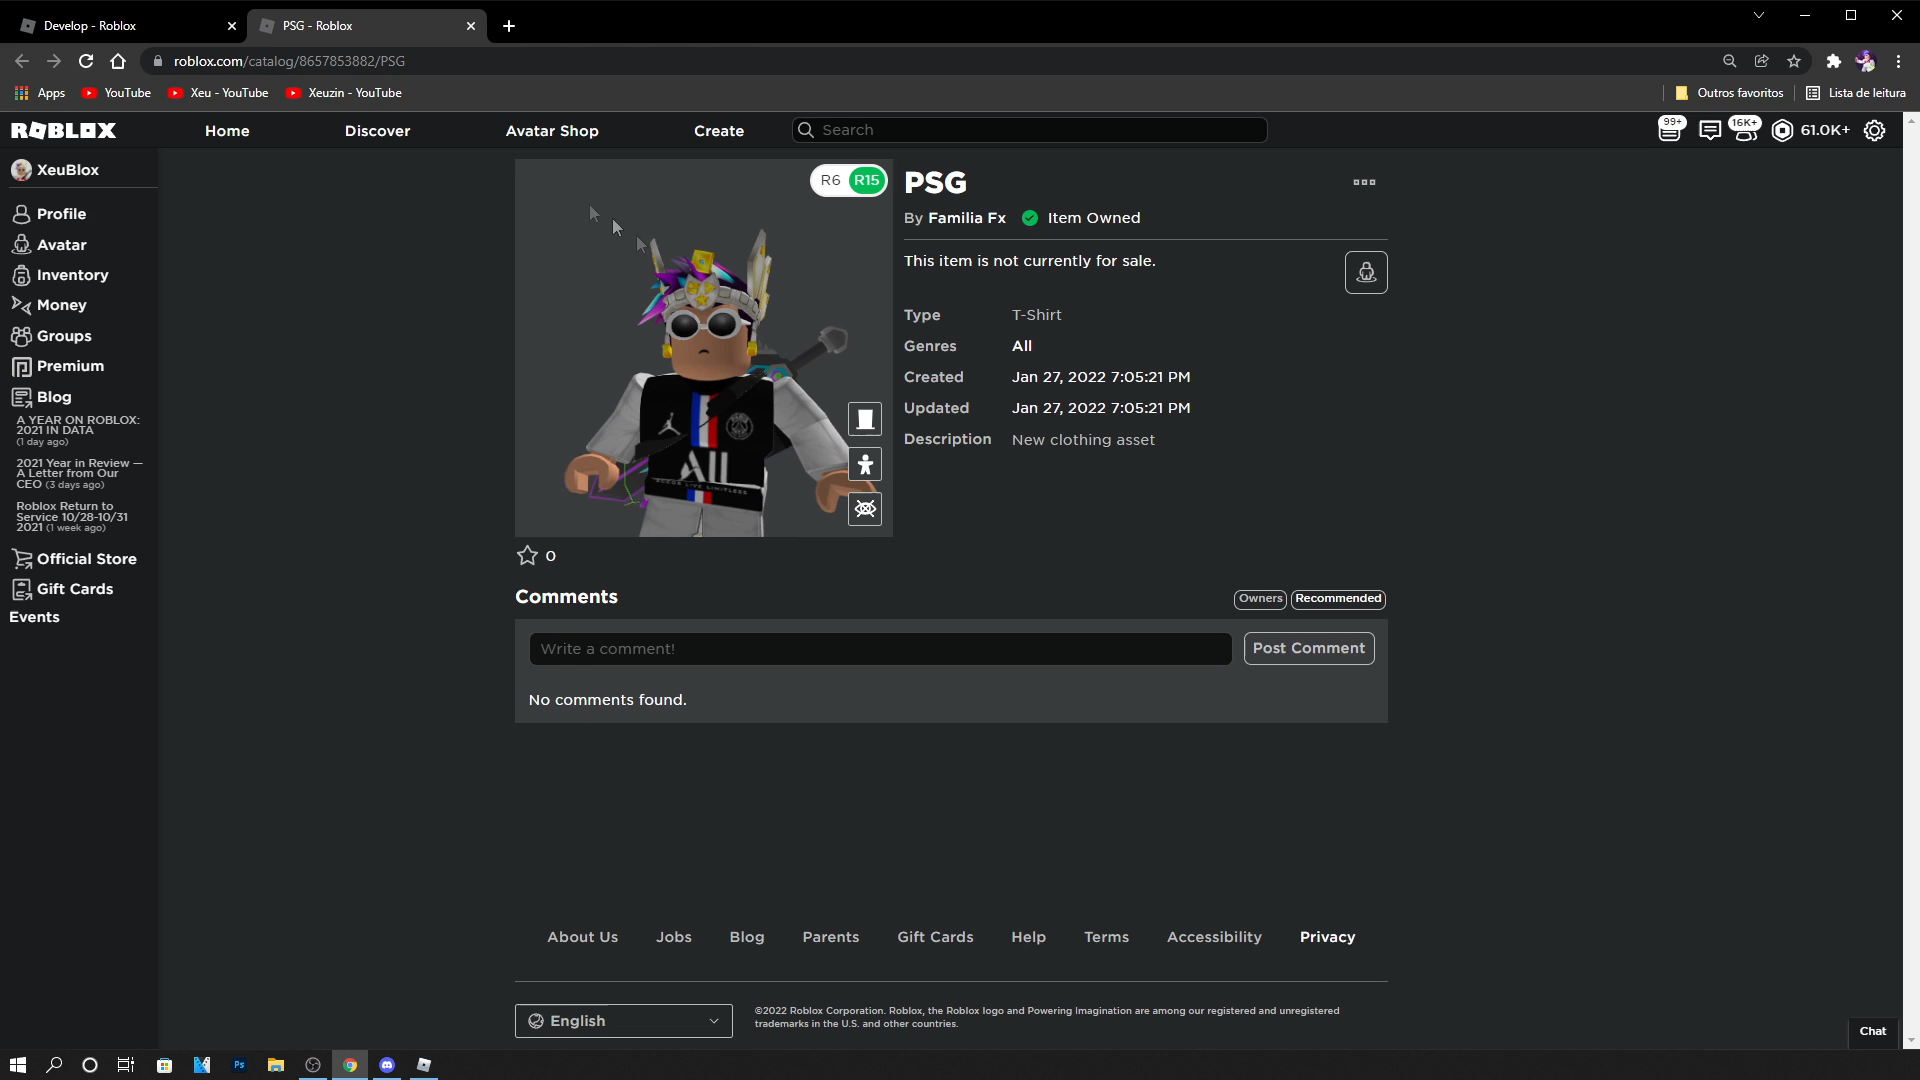 Develop - Roblox
PSG - Roblox
roblox.com/catalog/8657853882/PSG
Apps
YouTube
Xeu - YouTube
Xeuzin - YouTube
Outros favoritos
Lista de leitura
ROBLOX
Home
Discover
Avatar Shop
Create
Search
99+
16K+
61.0K+
XeuBlox
Profile
Avatar
Inventory
Money
Groups
Premium
Blog
A YEAR ON ROBLOX:
2021 IN DATA
(1 day ago)
2021 Year in Review —
A Letter from Our
CEO (3 days ago)
Roblox Return to
Service 10/28-10/31
2021 (1 week ago)
Official Store
Gift Cards
Events
R6 R15
All
PSG
By Familia Fx
Item Owned
This item is not currently for sale.
Type T-Shirt
Genres All
Created Jan 27, 2022 7:05:21 PM
Updated Jan 27, 2022 7:05:21 PM
Description New clothing asset
0
Comments
Owners
Recommended
Write a comment!
Post Comment
No comments found.
About Us
Jobs
Blog
Parents
Gift Cards
Help
Terms
Accessibility
Privacy
English
©2022 Roblox Corporation. Roblox, the Roblox logo and Powering Imagination are among our registered and unregistered
trademarks in the U.S. and other countries.
Chat
Ps